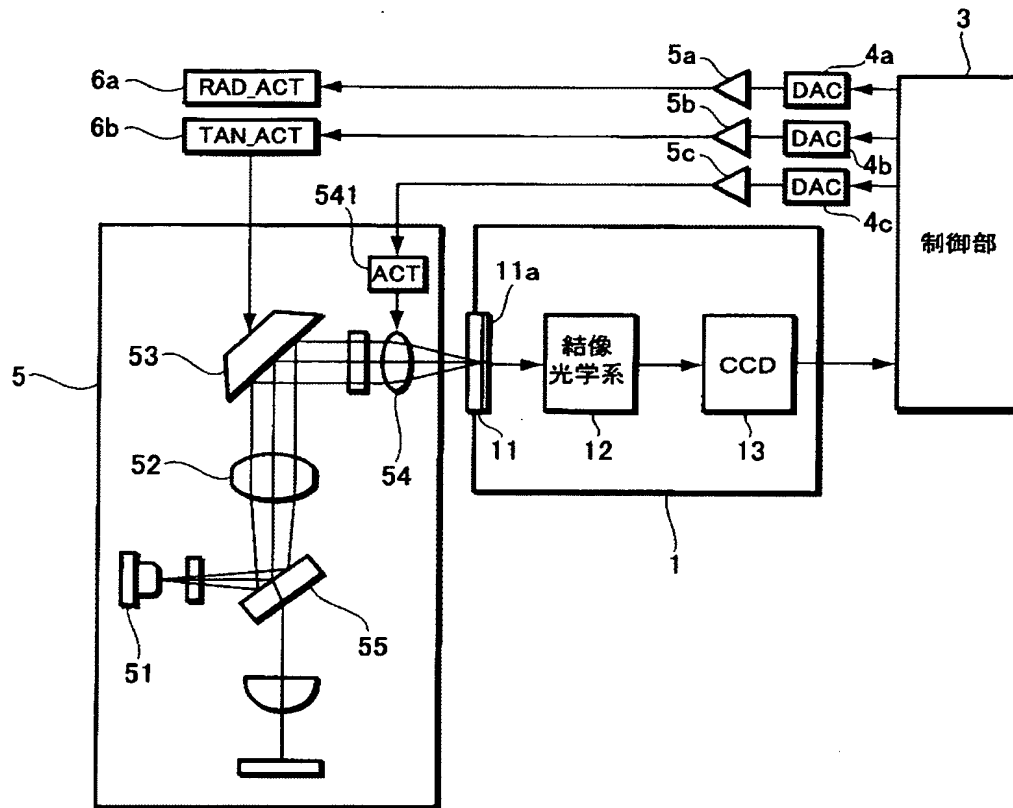 3
5a
4a
6a
RAD_ACT
DAC
5b
6b
TAN_ACT
DAC
4b
5c
DAC
4c
541
制御部
ACT
11a
53
5
結像
光学系
CCD
54
11
12
13
52
1
51
55